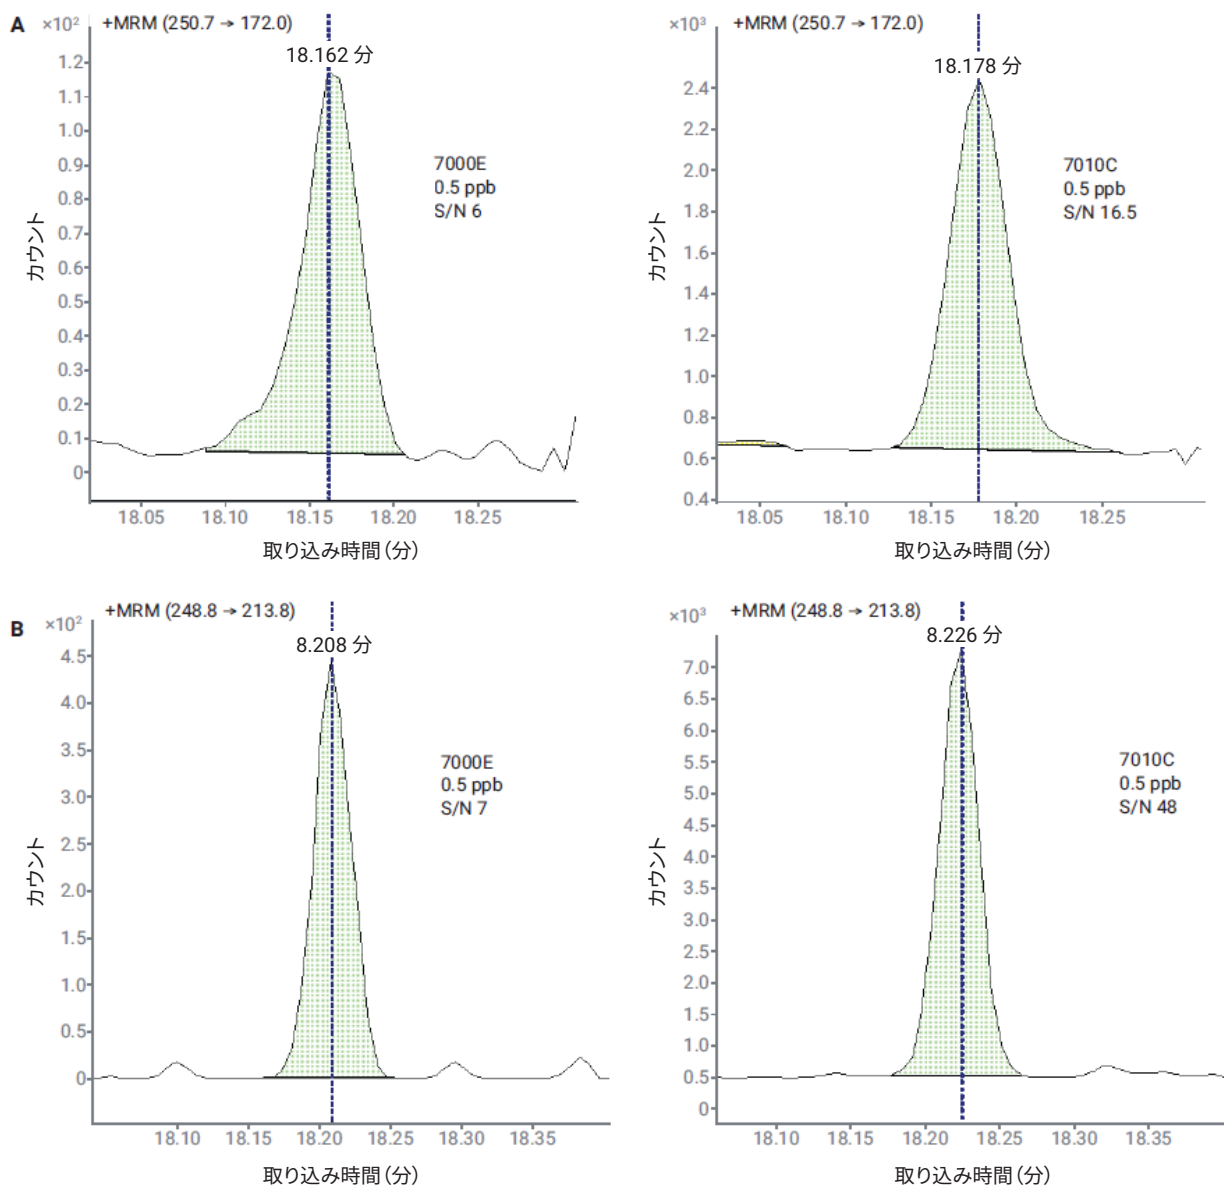 A
×10²
+MRM (250.7 → 172.0)
18.162 分
1.2
1.1
1.0
0.9
0.8
0.7
0.6
0.5
0.4
0.3
0.2
0.1
0
カウント
7000E
0.5 ppb
S/N 6
18.05
18.10
18.16
18.20
18.25
取り込み時間（分）
×10³
+MRM (250.7 → 172.0)
18.178 分
2.4
2.2
2.0
1.8
1.6
1.4
1.2
1.0
0.8
0.6
0.4
カウント
7010C
0.5 ppb
S/N 16.5
18.05
18.10
18.15
18.20
18.25
取り込み時間（分）
B
×10²
+MRM (248.8 → 213.8)
8.208 分
4.5
4.0
3.5
3.0
2.5
2.0
1.5
1.0
0.5
0
カウント
7000E
0.5 ppb
S/N 7
18.10
18.15
18.20
18.25
18.30
18.35
取り込み時間（分）
×10³
+MRM (248.8 → 213.8)
8.226 分
7.0
6.5
6.0
5.5
5.0
4.5
4.0
3.5
3.0
2.5
2.0
1.5
1.0
0.5
0
カウント
7010C
0.5 ppb
S/N 48
18.10
18.15
18.20
18.25
18.30
18.35
取り込み時間（分）